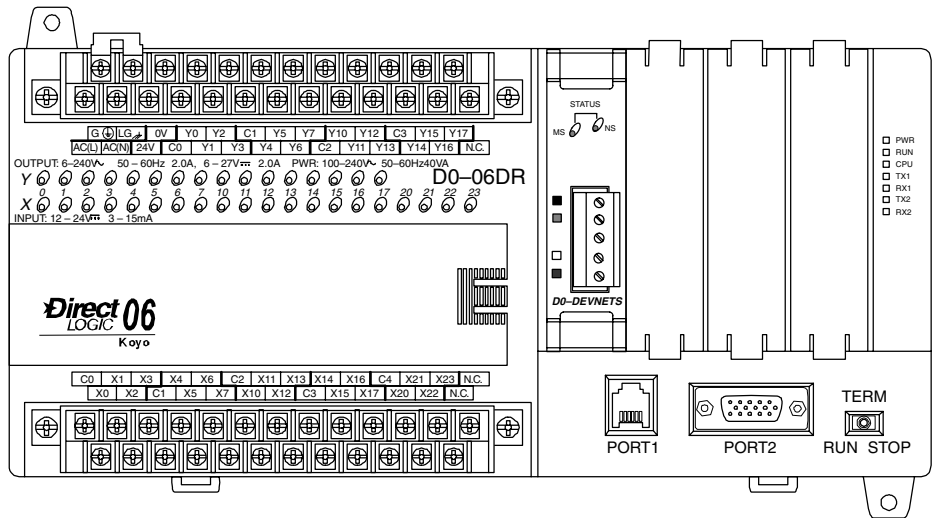 G LG 0V Y0 Y2 C1 Y5 Y7 Y10 Y12 C3 Y15 Y17
AC(L) AC(N) 24V C0 Y1 Y3 Y4 Y6 C2 Y11 Y13 Y14 Y16 N.C.
OUTPUT: 6–240V 50 – 60Hz 2.0A, 6 – 27V 2.0A PWR: 100–240V 50–60Hz40VA
Y D0–06DR
0 1 2 3 4 5 6 7 10 11 12 13 14 15 16 17 20 21 22 23
X
INPUT: 12 – 24V 3 – 15mA
STATUS
MS NS
D0–DEVNETS
PWR
RUN
CPU
TX1
RX1
TX2
RX2
Direct
LOGIC 06
Koyo
C0 X1 X3 X4 X6 C2 X11 X13 X14 X16 C4 X21 X23 N.C.
X0 X2 C1 X5 X7 X10 X12 C3 X15 X17 X20 X22 N.C.
PORT1
PORT2
TERM
RUN STOP